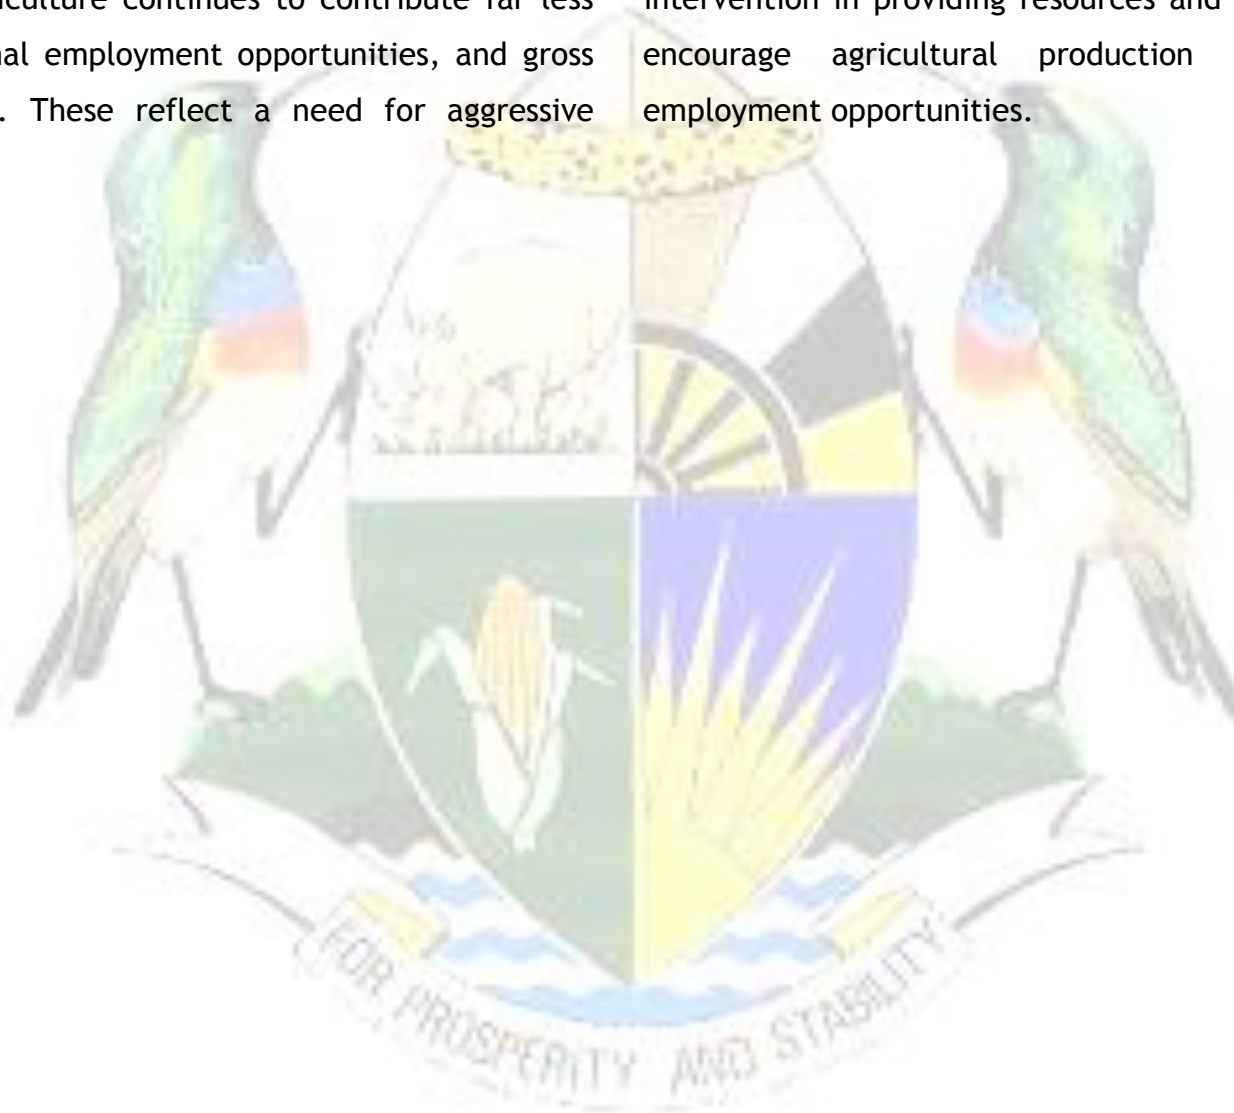 iculture continues to contribute far less
nal employment opportunities, and gross
. These reflect a need for aggressive
intervention in providing resources and
encourage agricultural production
employment opportunities.
FOR PROSPERITY AND STABILITY